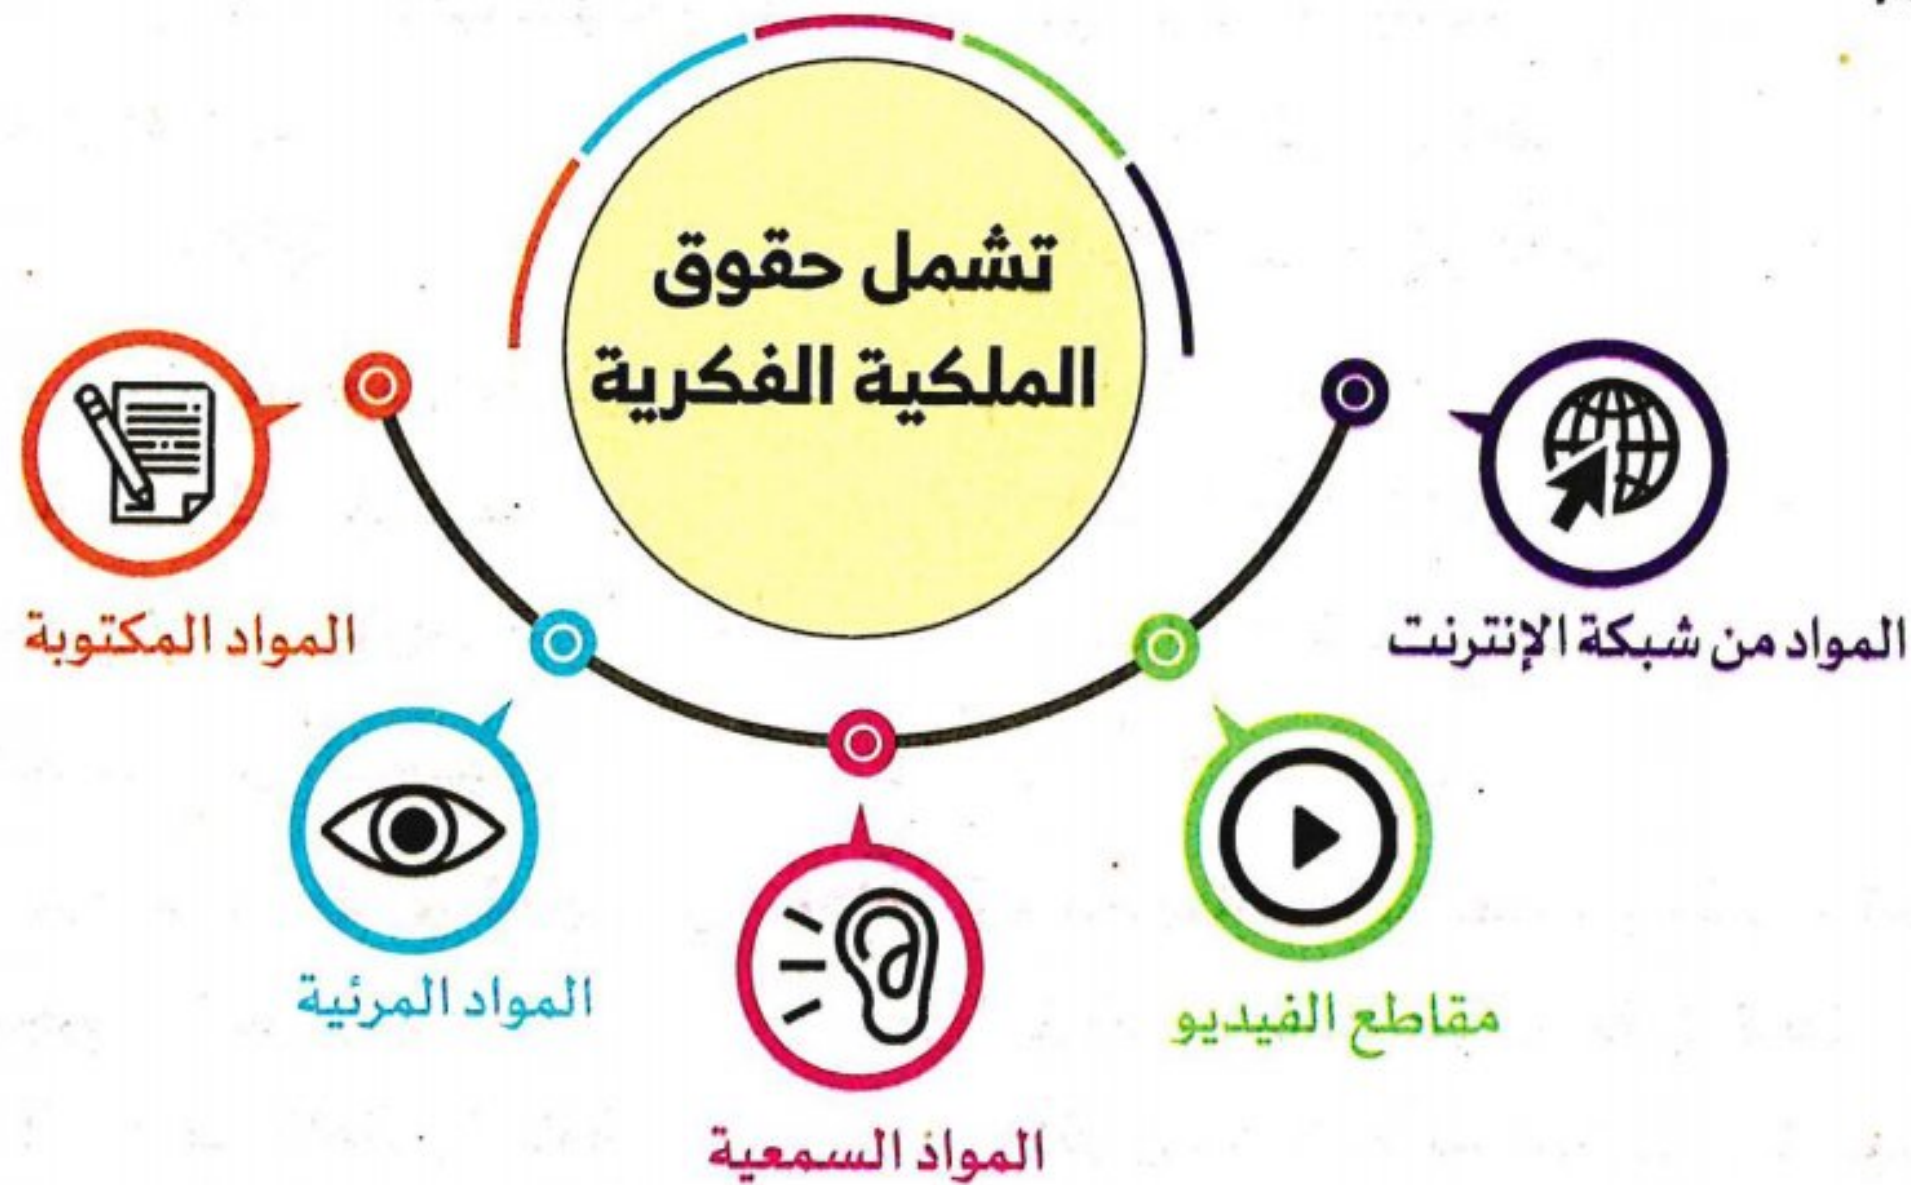 تشمل حقوق
الملكية الفكرية
المواد من شبكة الإنترنت
مقاطع الفيديو
المواد السمعية
المواد المرئية
المواد المكتوبة